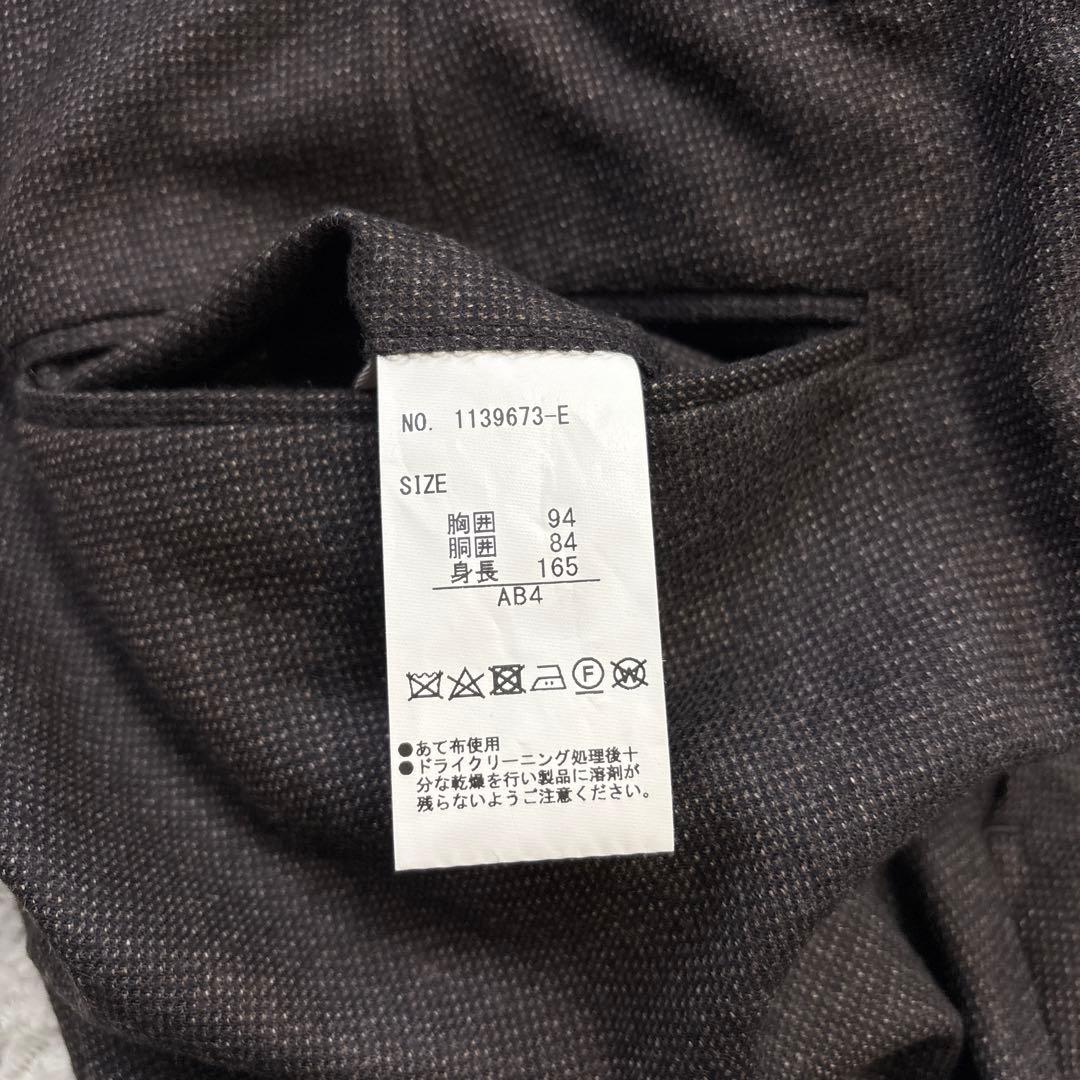 NO. 1139673-E
SIZE
胸囲 94
胴囲 84
身長 165
AB4
F W
●あて布使用
●ドライクリーニング処理後十
分な乾燥を行い製品に溶剤が
残らないようご注意ください。